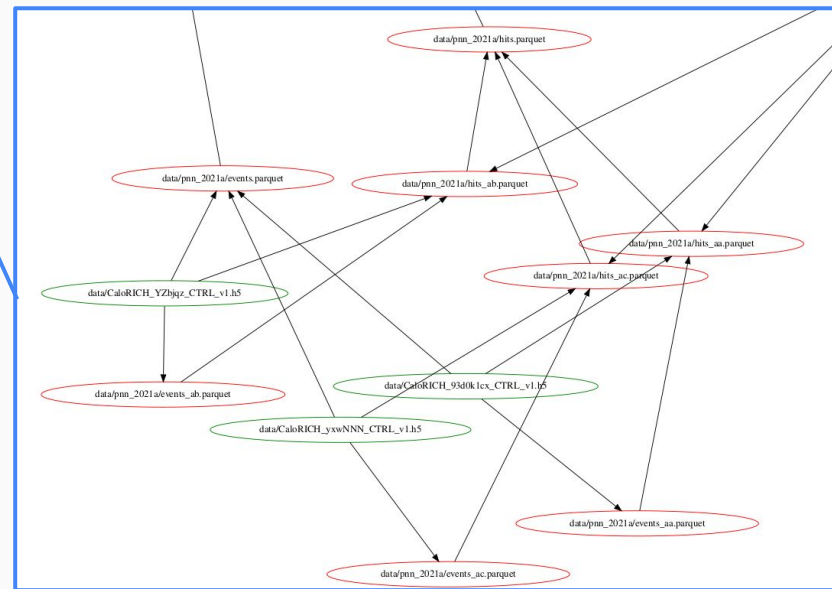 data/pnn_2021a/hits.parquet
data/pnn_2021a/events.parquet
data/pnn_2021a/hits_ab.parquet
data/pnn_2021a/hits_aa.parquet
data/pnn_2021a/hits_ac.parquet
data/CaloRICH_YZbjqz_CTRL_v1.h5
data/CaloRICH_93d0k1cx_CTRL_v1.h5
data/pnn_2021a/events_ab.parquet
data/CaloRICH_yxwNNN_CTRL_v1.h5
data/pnn_2021a/events_aa.parquet
data/pnn_2021a/events_ac.parquet